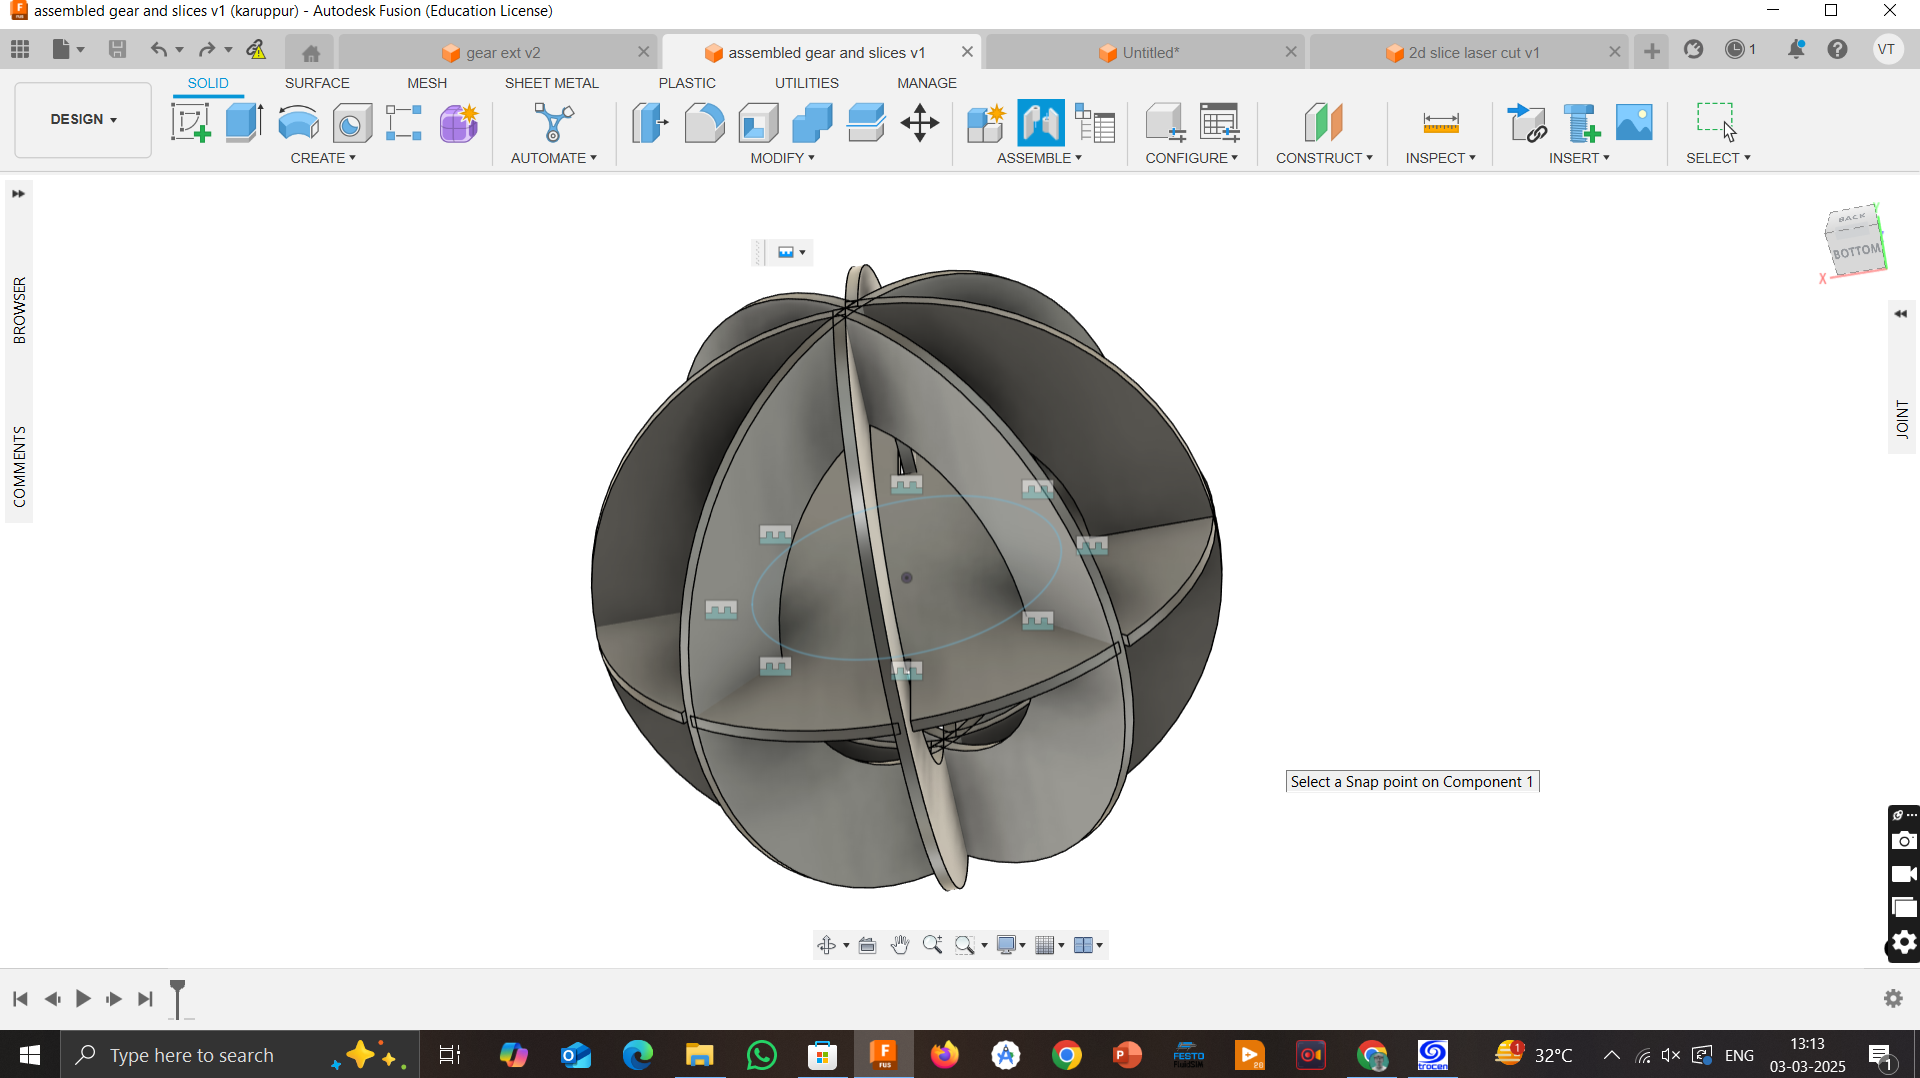 assembled gear and slices v1 (karuppur) - Autodesk Fusion (Education License)
gear ext v2
assembled gear and slices v1
Untitled*
2d slice laser cut v1
1
VT
SOLID
SURFACE
MESH
SHEET METAL
PLASTIC
UTILITIES
MANAGE
DESIGN
CREATE
AUTOMATE
MODIFY
ASSEMBLE
CONFIGURE
CONSTRUCT
INSPECT
INSERT
SELECT
BROWSER
COMMENTS
BACK
BOTTOM
X
JOINT
Select a Snap point on Component 1
Type here to search
32°C
ENG
13:13
03-03-2025
1